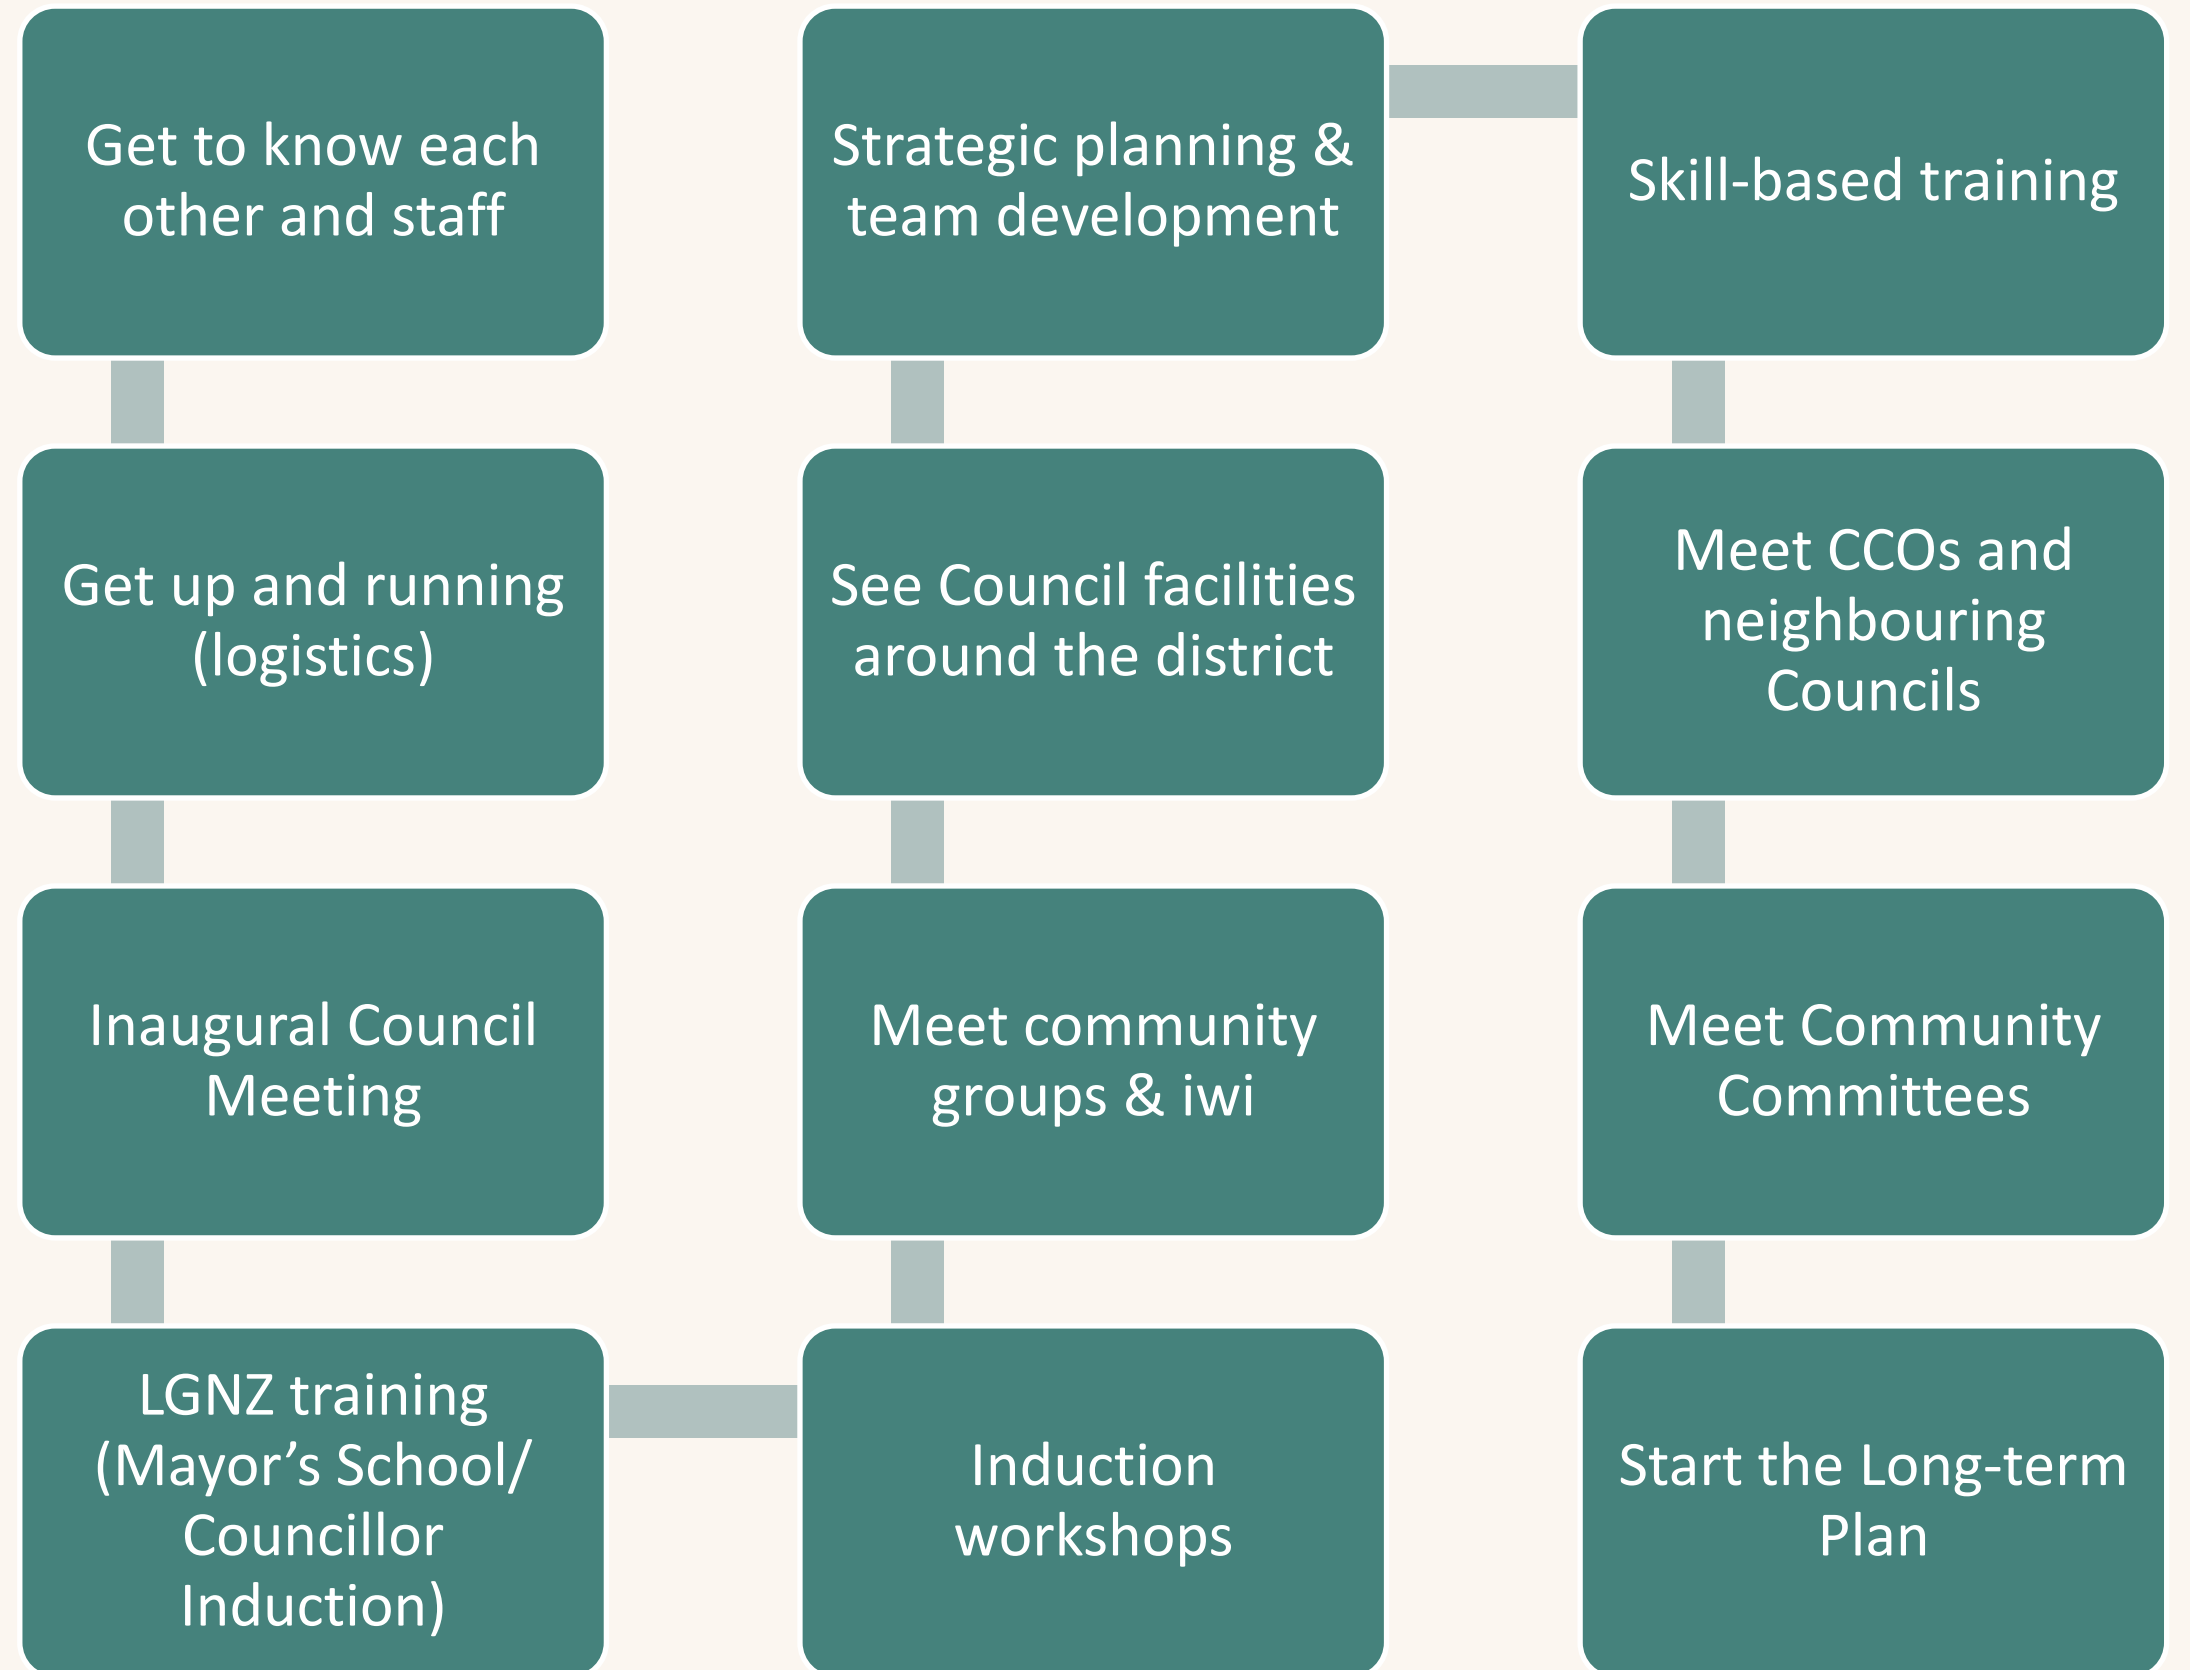 Get to know each
other and staff
Get up and running
(logistics)
Inaugural Council
Meeting
LGNZ training
(Mayor’s School/
Councillor
Induction)
Induction
workshops
Meet community
groups & iwi
See Council facilities
around the district
Strategic planning &
team development
Skill-based training
Meet CCOs and
neighbouring
Councils
Meet Community
Committees
Start the Long-term
Plan